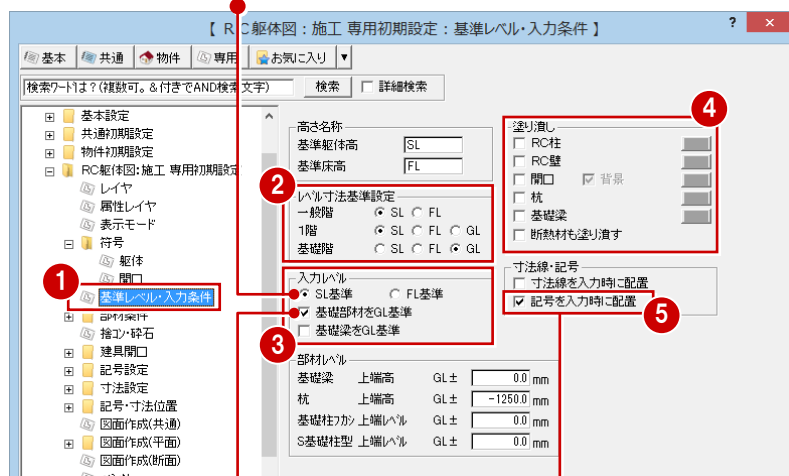 【 RC躯体図：施工 専用初期設定：基準レベル・入力条件 】
? ×
基本 共通 物件 専用 お気に入り ▼
検索ワードは？(複数可。& 付きでAND検索文字) 検索 詳細検索
基本設定
共通初期設定
物件初期設定
RC躯体図:施工 専用初期設定
レイヤ
属性レイヤ
表示モード
符号
躯体
開口
1
基準レベル・入力条件
部材条件
捨コン・砕石
建具開口
記号設定
寸法設定
記号・寸法位置
図面作成(共通)
図面作成(平面)
図面作成(断面)
高さ名称
基準躯体高 SL
基準床高 FL
2
レベル寸法基準設定
一般階 SL FL
1階 SL FL GL
基礎階 SL FL GL
入力レベル
SL基準 FL基準
基礎部材をGL基準
基礎梁をGL基準
3
部材レベル
基礎梁 上端高 GL± 0.0 mm
杭 上端高 GL± -1250.0 mm
基礎柱フカシ 上端レベル GL± 0.0 mm
S基礎柱型 上端レベル GL± 0.0 mm
4
塗り潰し
RC柱
RC壁
開口 背景
杭
基礎梁
断熱材も塗り潰す
寸法線・記号
寸法線を入力時に配置
記号を入力時に配置
5